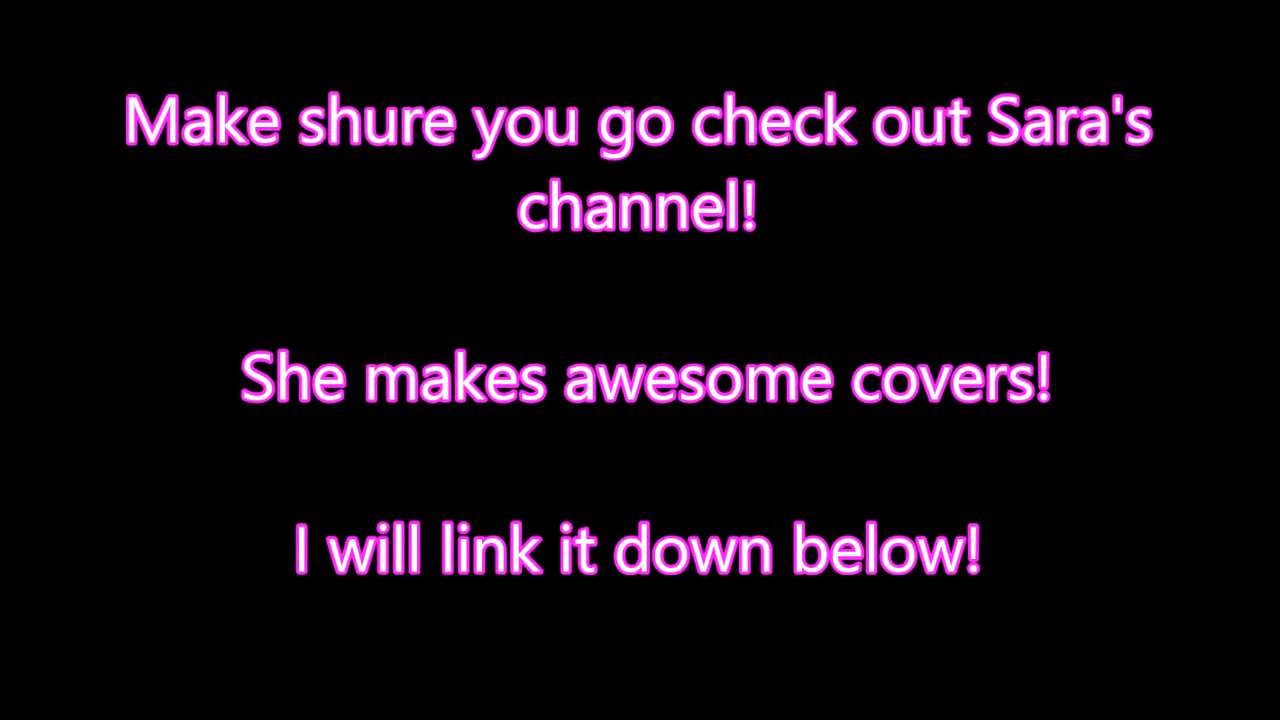 Make shure you go check out Sara's
channel!
She makes awesome covers!
I will link it down below!